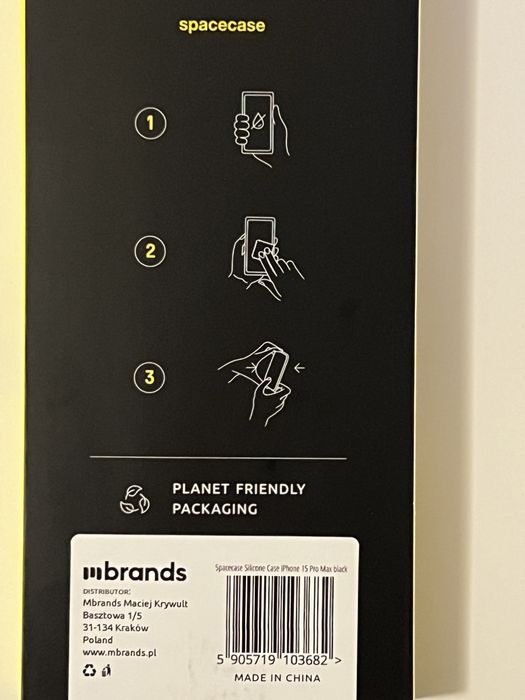 spacecase
1
2
3
PLANET FRIENDLY
PACKAGING
mbrands
DISTRIBUTOR:
Mbrands Maciej Krywult
Basztowa 1/5
31-134 Kraków
Poland
www.mbrands.pl
Spacecase Silicone Case iPhone 15 Pro Max black
5 905719 103682 >
MADE IN CHINA